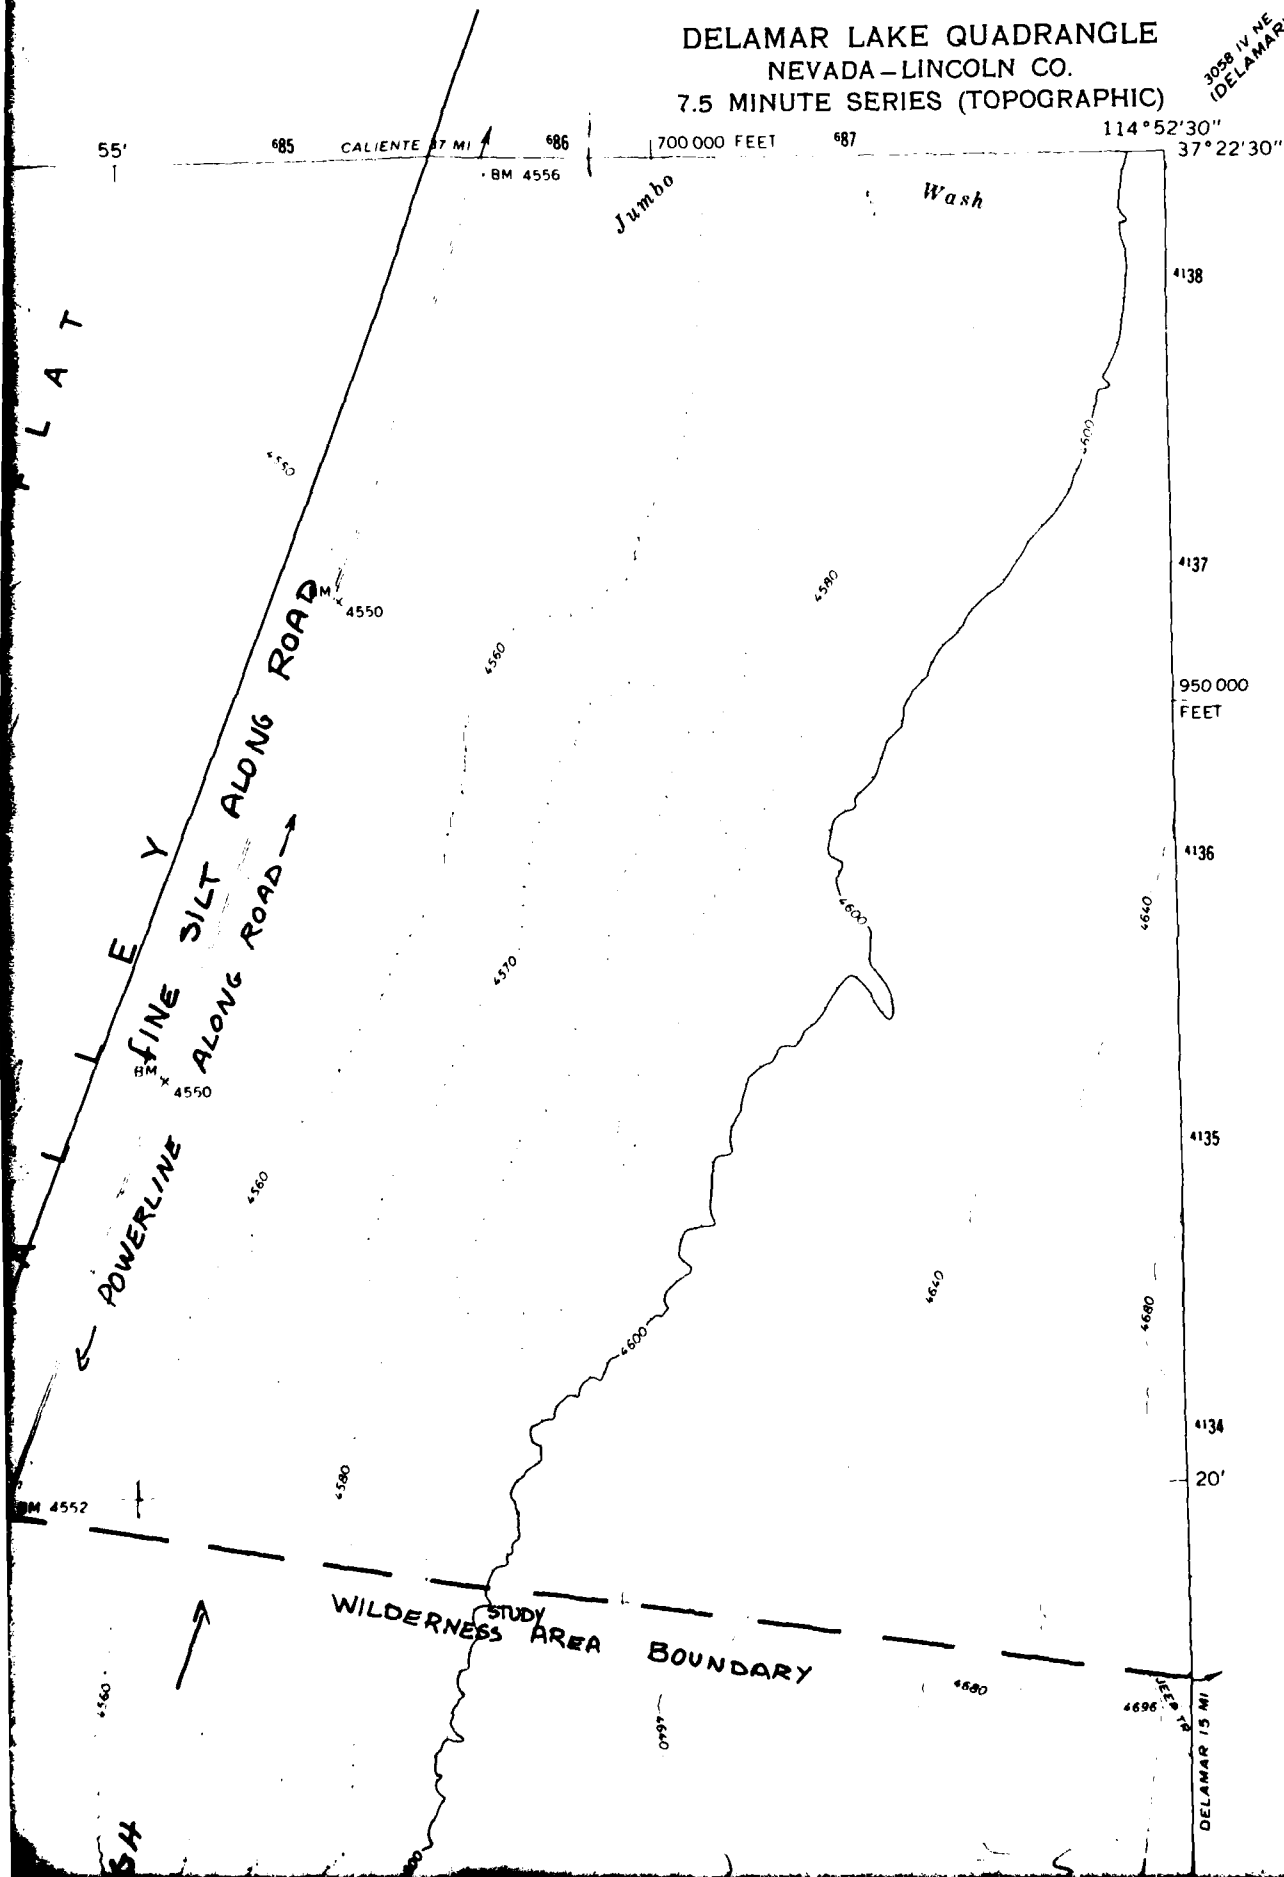 DELAMAR LAKE QUADRANGLE
NEVADA–LINCOLN CO.
7.5 MINUTE SERIES (TOPOGRAPHIC)
3058 IV NE
(DELAMAR)
114°52'30"
37°22'30"
55'
685
CALIENTE 37 MI
686
700 000 FEET
687
BM 4556
Jumbo
Wash
4138
F L A T
4550
4600
4137
4580
BM
4550
FINE SILT ALONG ROAD
4560
950 000
FEET
A L L E Y
4136
4640
4600
POWERLINE ALONG ROAD
4570
BM
4550
4135
4560
4640
4680
4600
4134
20'
4580
BM 4552
WILDERNESS STUDY AREA BOUNDARY
4560
4640
4680
4696
JEEP TR
DELAMAR 15 MI